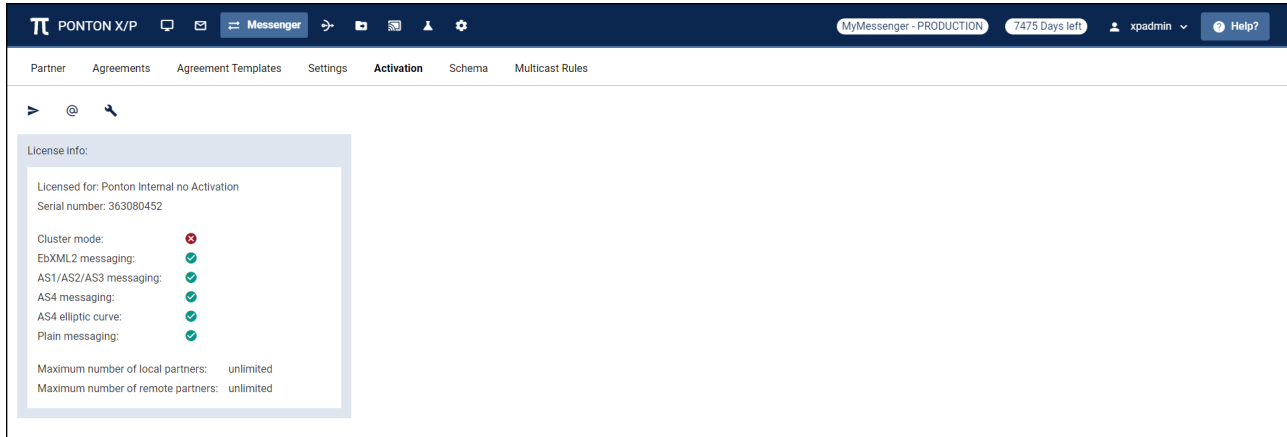 PONTON X/P Messenger MyMessenger - PRODUCTION 7475 Days left xpadmin Help?
Partner Agreements Agreement Templates Settings Activation Schema Multicast Rules
License info:
Licensed for: Ponton Internal no Activation
Serial number: 363080452
Cluster mode:
EbXML2 messaging:
AS1/AS2/AS3 messaging:
AS4 messaging:
AS4 elliptic curve:
Plain messaging:
Maximum number of local partners: unlimited
Maximum number of remote partners: unlimited